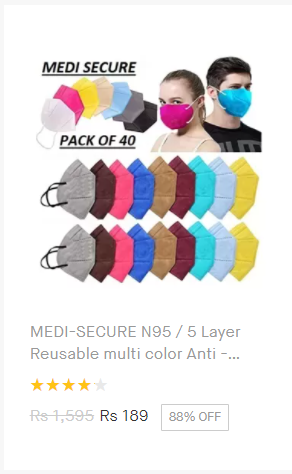 MEDI SECURE
PACK OF 40
MEDI-SECURE N95 / 5 Layer
Reusable multi color Anti -...
Rs 1,595 Rs 189 88% OFF